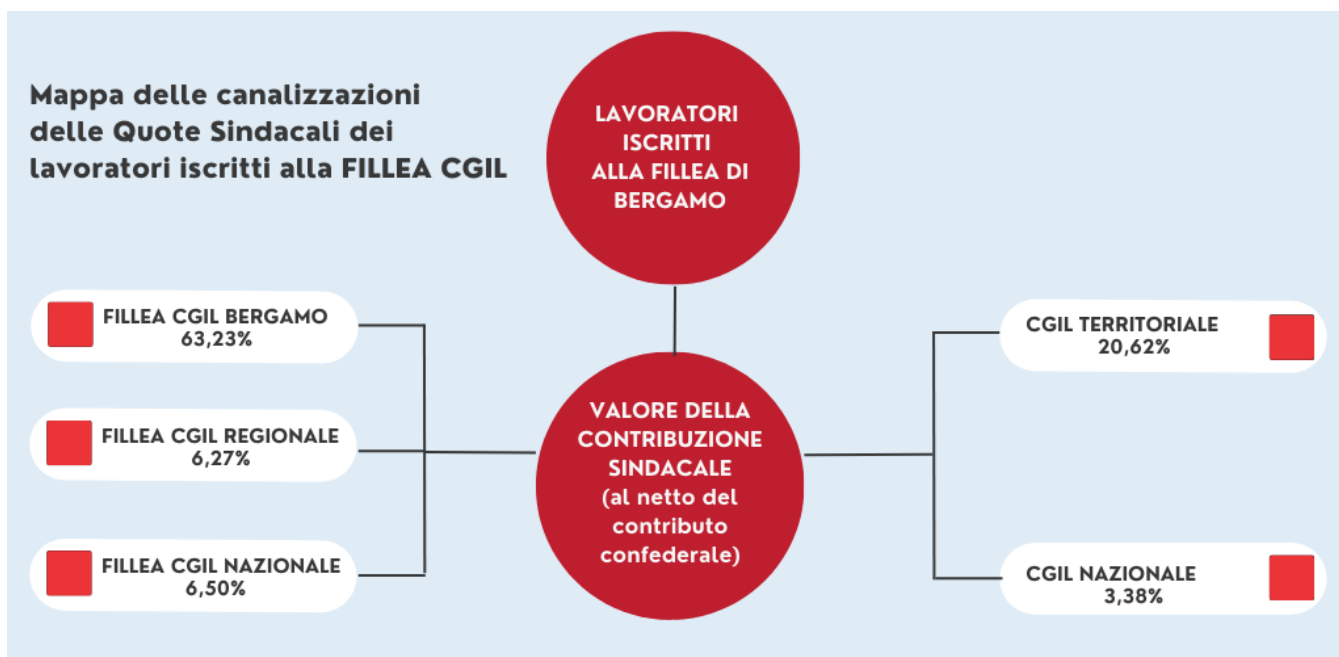 Mappa delle canalizzazioni
delle Quote Sindacali dei
lavoratori iscritti alla FILLEA CGIL
LAVORATORI
ISCRITTI
ALLA FILLEA DI
BERGAMO
FILLEA CGIL BERGAMO
63,23%
FILLEA CGIL REGIONALE
6,27%
FILLEA CGIL NAZIONALE
6,50%
VALORE DELLA
CONTRIBUZIONE
SINDACALE
(al netto del
contributo
confederale)
CGIL TERRITORIALE
20,62%
CGIL NAZIONALE
3,38%